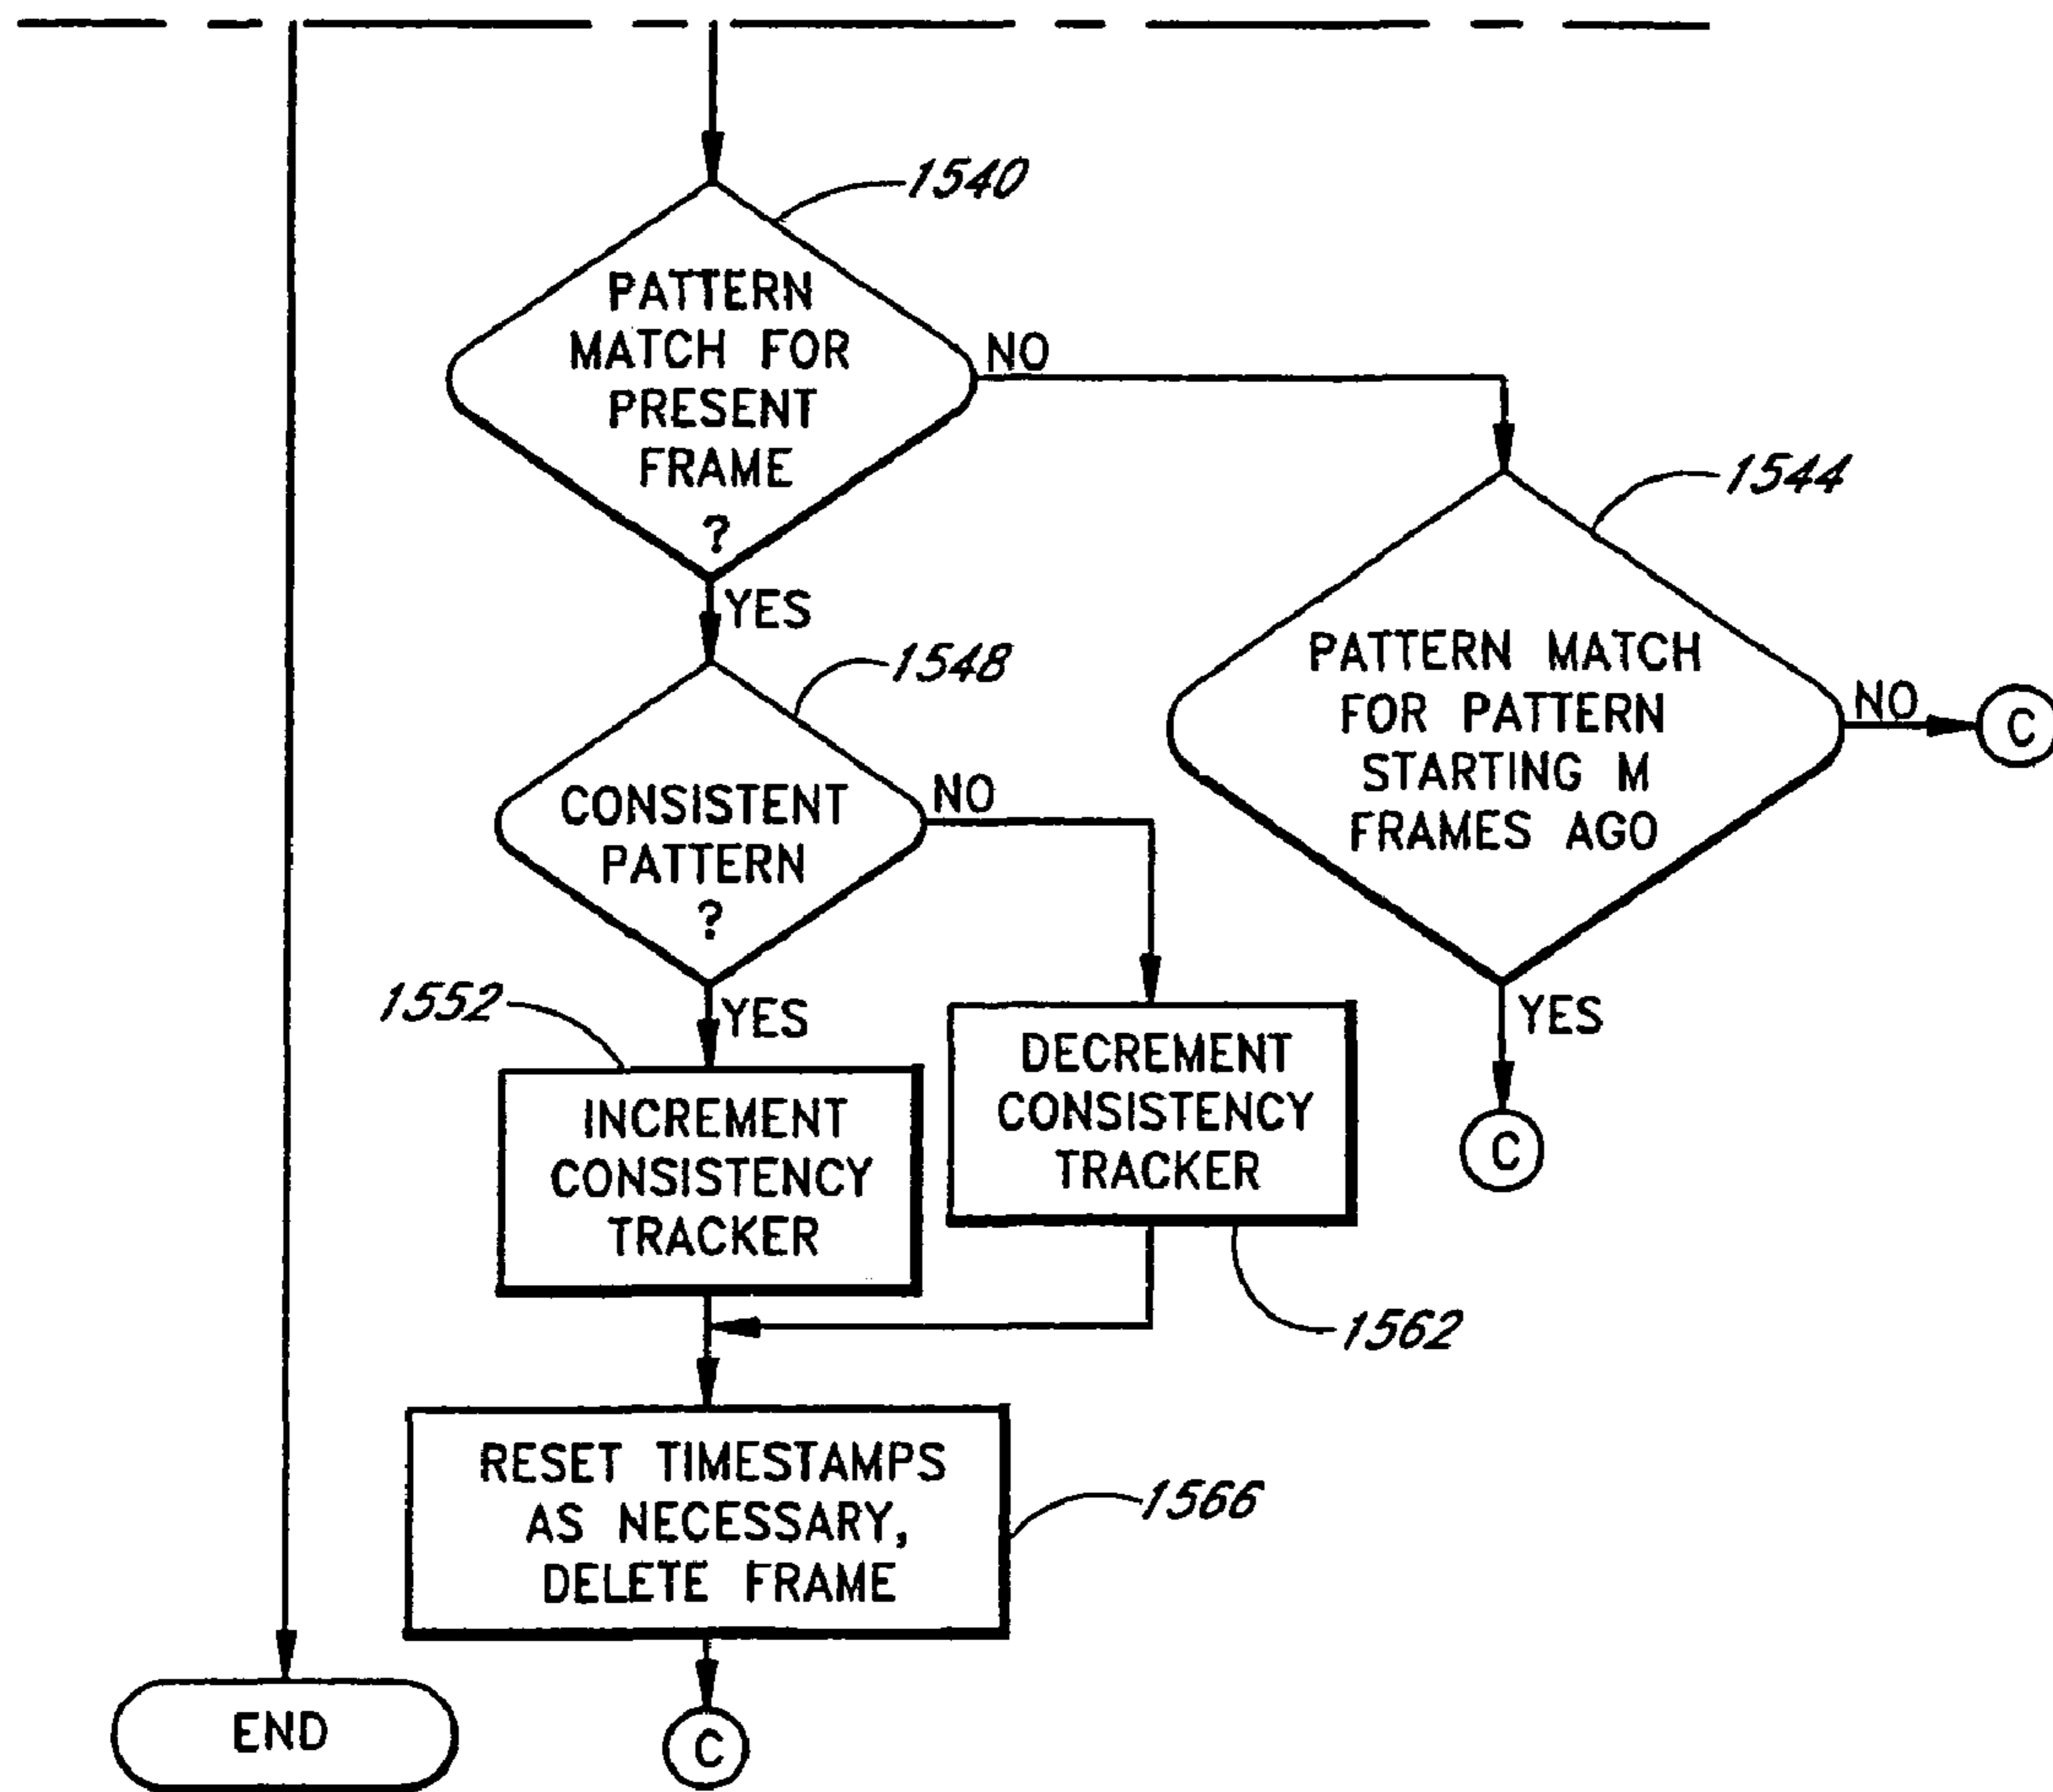 1540
PATTERN
MATCH FOR
PRESENT
FRAME
?
NO
YES
1544
PATTERN MATCH
FOR PATTERN
STARTING M
FRAMES AGO
NO
C
YES
C
1548
CONSISTENT
PATTERN
?
NO
YES
1552
INCREMENT
CONSISTENCY
TRACKER
DECREMENT
CONSISTENCY
TRACKER
1562
RESET TIMESTAMPS
AS NECESSARY,
DELETE FRAME
1566
END
C